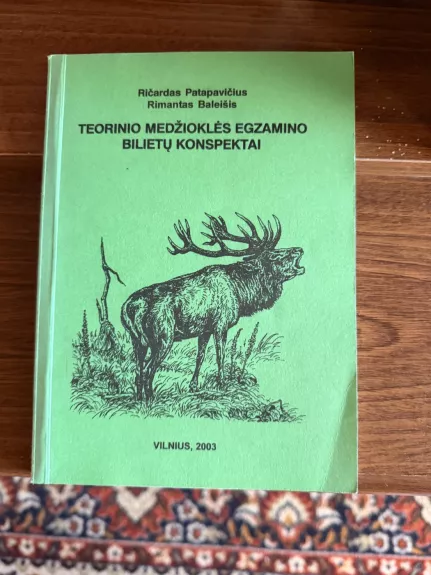 Ričardas Patapavičius
Rimantas Baleišis
TEORINIO MEDŽIOKLĖS EGZAMINO
BILIETŲ KONSPEKTAI
VILNIUS, 2003